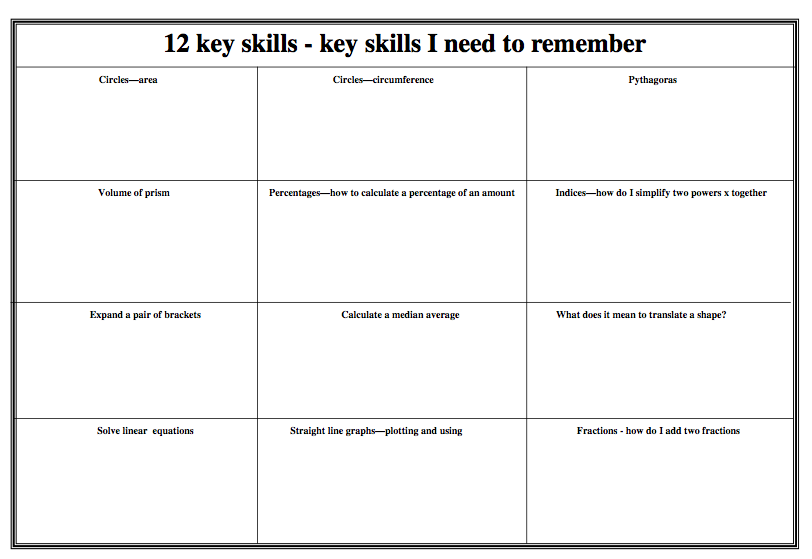 12 key skills - key skills I need to remember
Circles—area
Circles—circumference
Pythagoras
Volume of prism
Percentages—how to calculate a percentage of an amount
Indices—how do I simplify two powers x together
Expand a pair of brackets
Calculate a median average
What does it mean to translate a shape?
Solve linear  equations
Straight line graphs—plotting and using
Fractions - how do I add two fractions